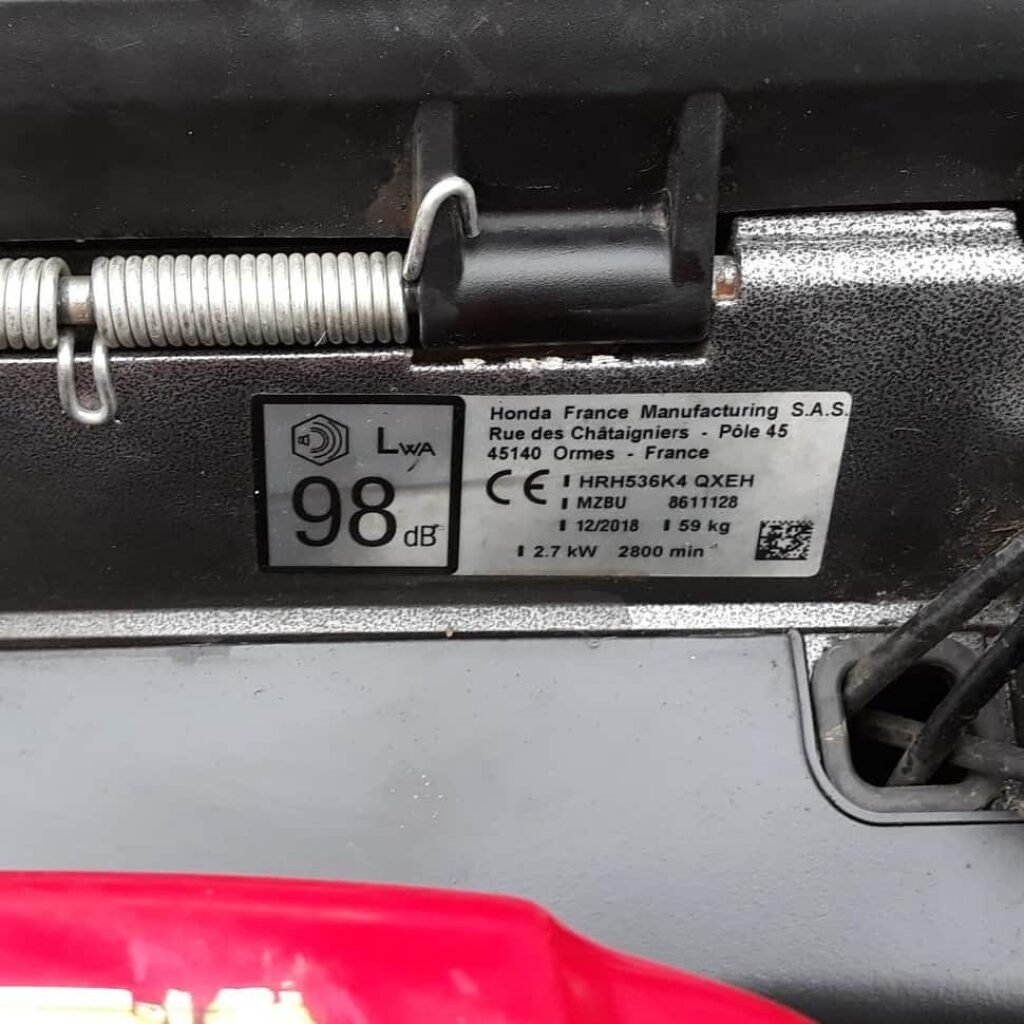 LWA
98 dB
Honda France Manufacturing S.A.S.
Rue des Châtaigniers - Pôle 45
45140 Ormes - France
CE HRH536K4 QXEH
MZBU 8611128
12/2018 59 kg
2.7 kW 2800 min